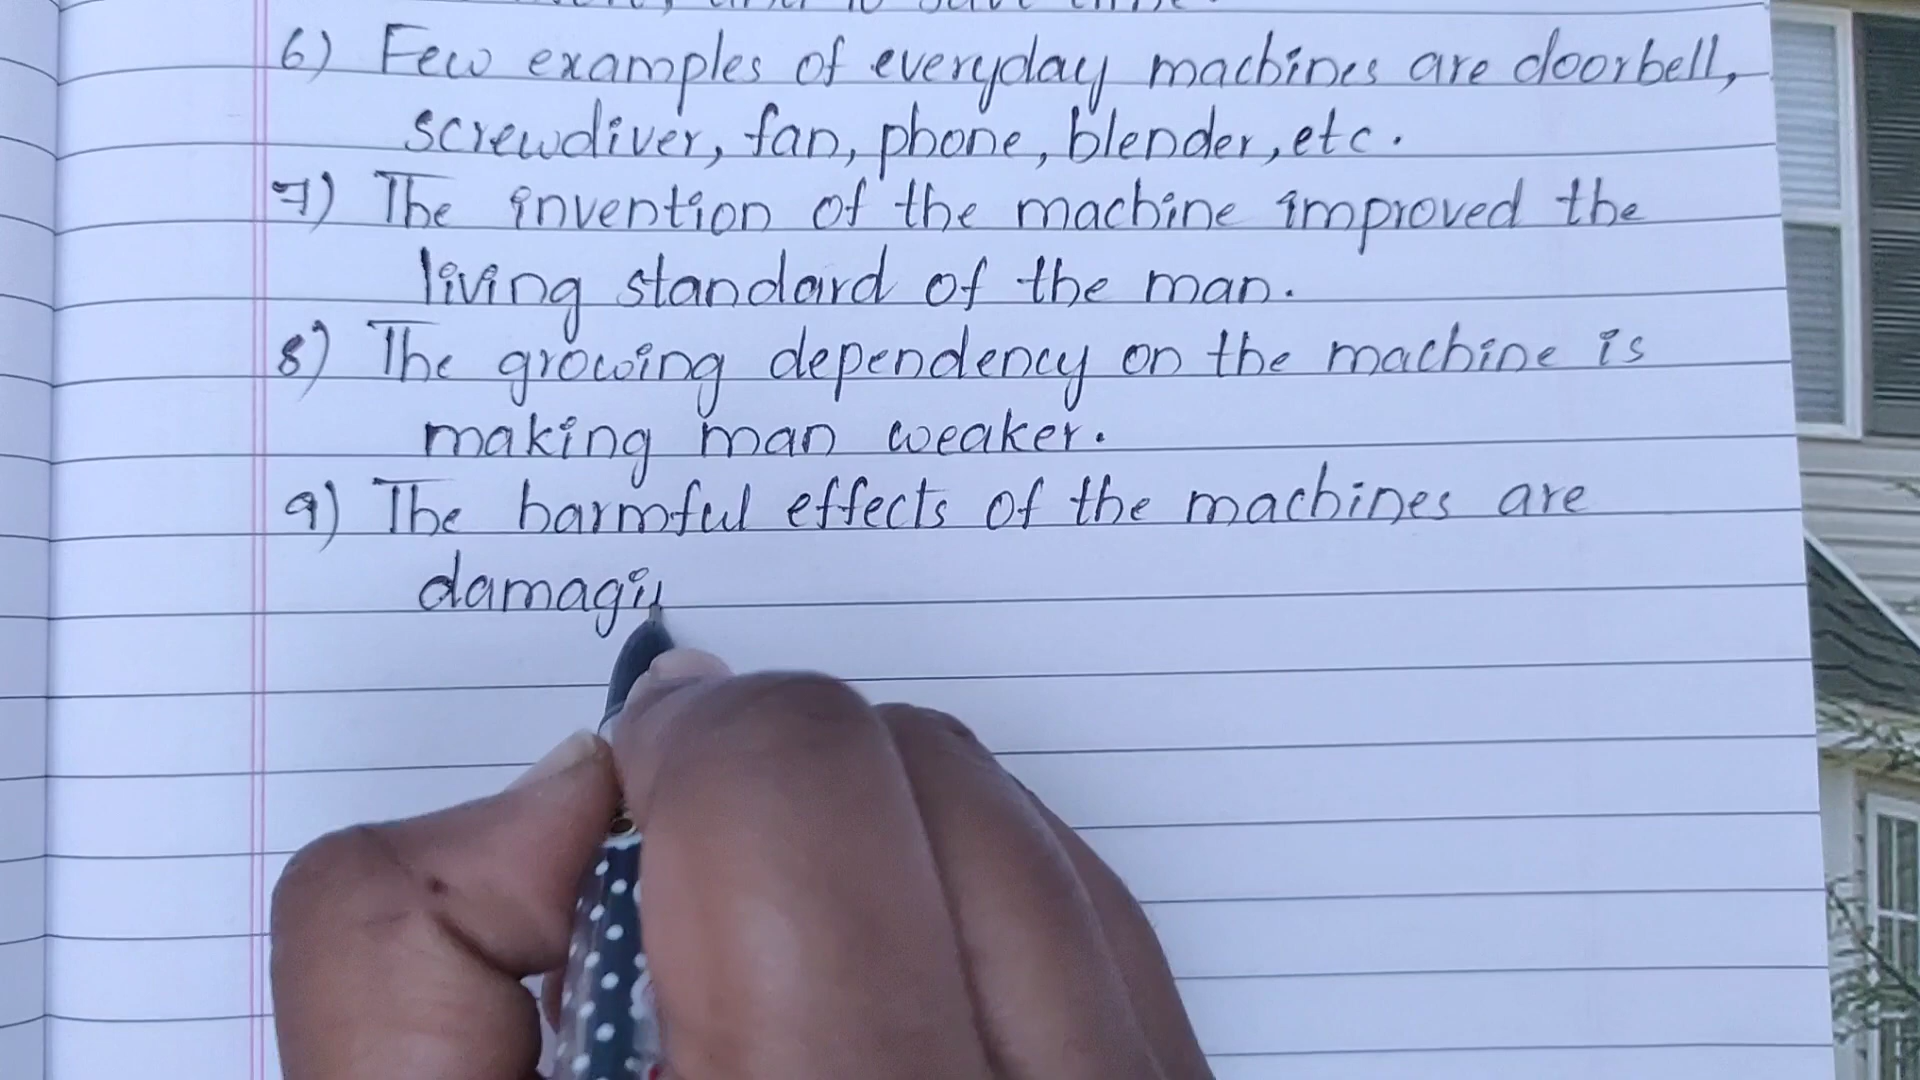 6) Few examples of everyday machines are doorbell,
screwdiver, fan, phone, blender, etc.
7) The invention of the machine improved the
living standard of the man.
8) The growing dependency on the machine is
making man weaker.
9) The harmful effects of the machines are
damagin